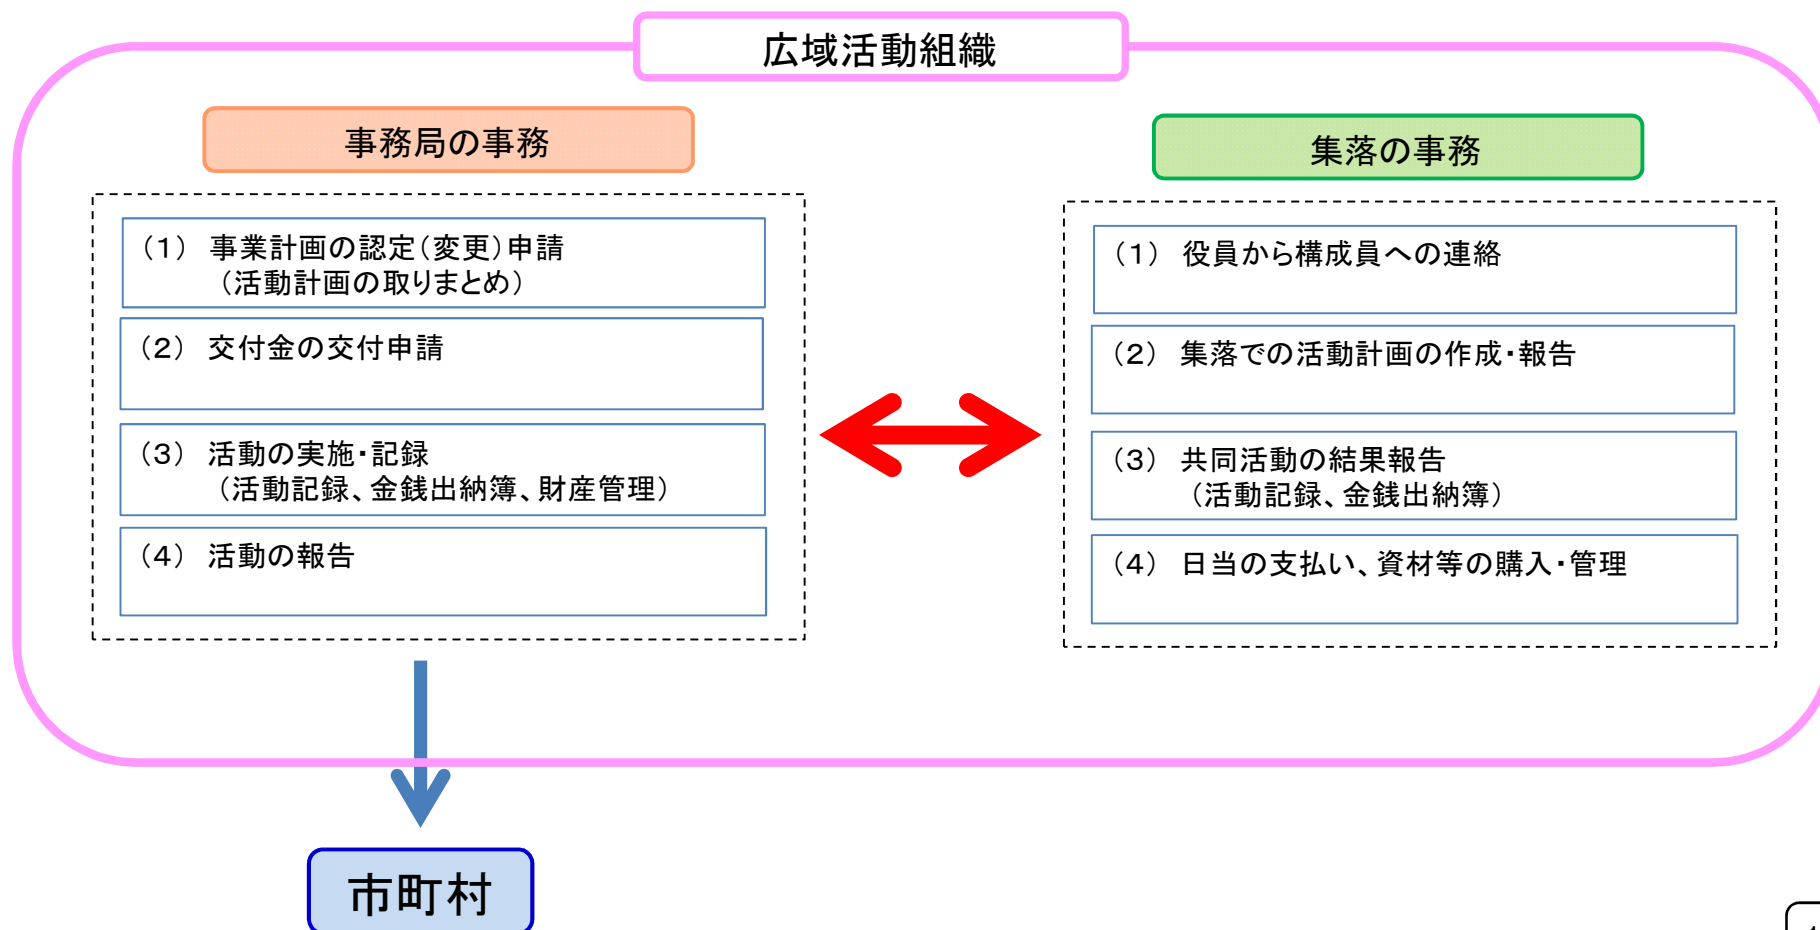 広域活動組織
事務局の事務
(1) 事業計画の認定(変更)申請
(活動計画の取りまとめ)
(2) 交付金の交付申請
(3) 活動の実施・記録
(活動記録、金銭出納簿、財産管理)
(4) 活動の報告
集落の事務
(1) 役員から構成員への連絡
(2) 集落での活動計画の作成・報告
(3) 共同活動の結果報告
(活動記録、金銭出納簿)
(4) 日当の支払い、資材等の購入・管理
市町村